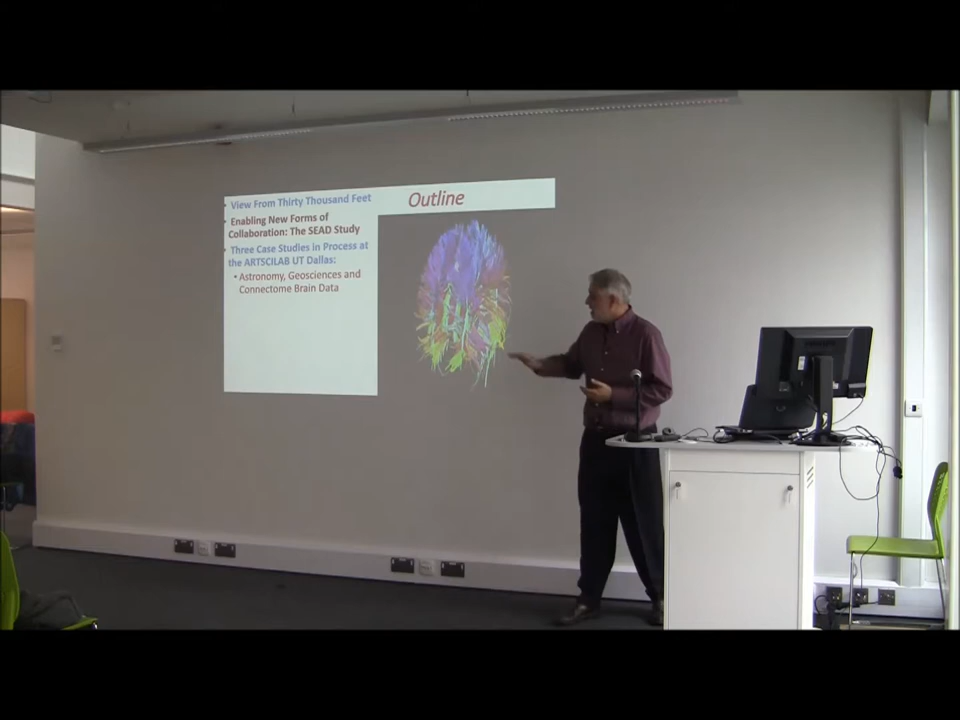 Outline
• View From Thirty Thousand Feet
• Enabling New Forms of
Collaboration: The SEAD Study
• Three Case Studies in Process at
the ARTSCILAB UT Dallas:
• Astronomy, Geosciences and
Connectome Brain Data